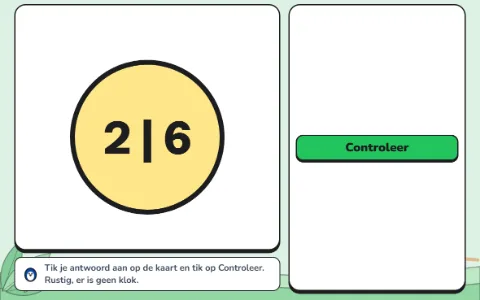 2|6
Controleer
Tik je antwoord aan op de kaart en tik op Controleer.
Rustig, er is geen klok.